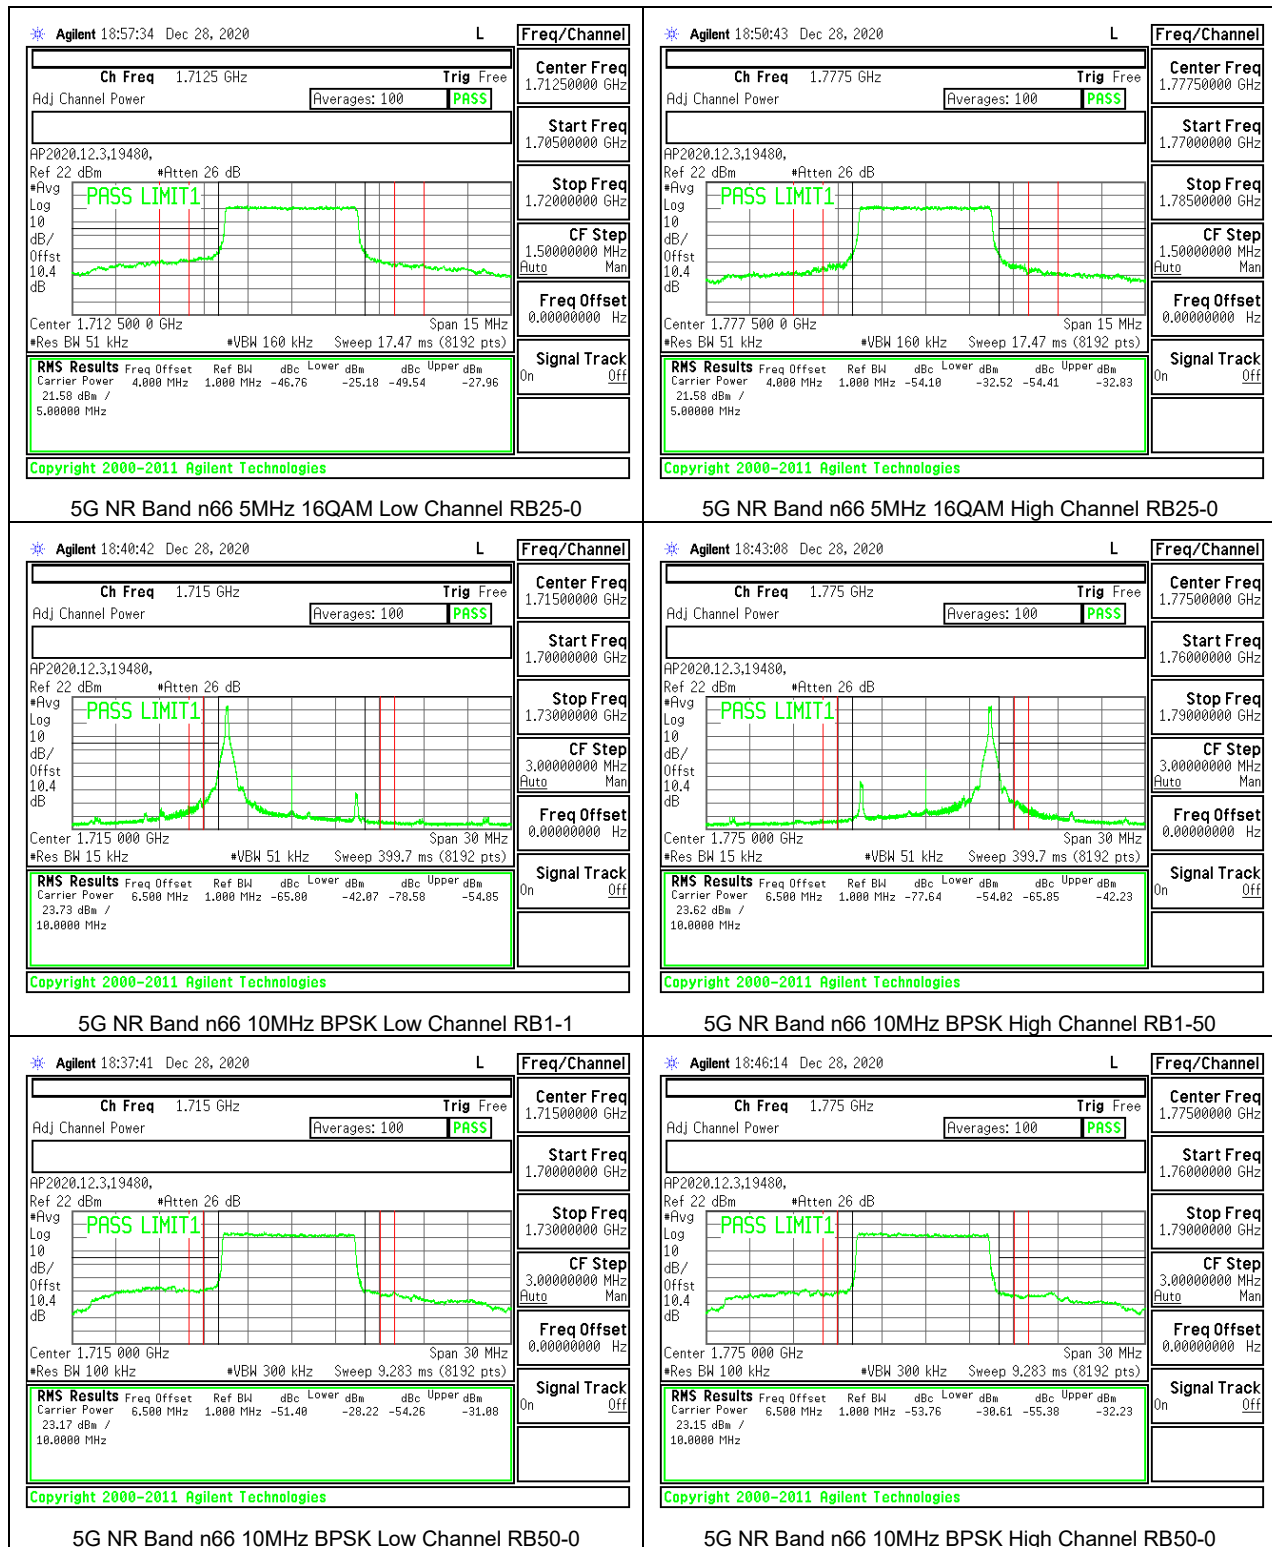 Agilent 18:57:34 Dec 28, 2020 L Freq/Channel
Ch Freq 1.7125 GHz Trig Free
Adj Channel Power Averages: 100 PASS
AP2020.12.3,19480,
Ref 22 dBm #Atten 26 dB
#Avg
Log
10
dB/
Offst
10.4
dB
PASS LIMIT1
Center 1.712 500 0 GHz Span 15 MHz
#Res BW 51 kHz #VBW 160 kHz Sweep 17.47 ms (8192 pts)
RMS Results Freq Offset Ref BW dBc Lower dBm dBc Upper dBm
Carrier Power 4.000 MHz 1.000 MHz -46.76 -25.18 -49.54 -27.96
21.58 dBm /
5.00000 MHz
Center Freq
1.71250000 GHz
Start Freq
1.70500000 GHz
Stop Freq
1.72000000 GHz
CF Step
1.50000000 MHz
Auto Man
Freq Offset
0.00000000 Hz
Signal Track
On Off
Copyright 2000-2011 Agilent Technologies
5G NR Band n66 5MHz 16QAM Low Channel RB25-0
Agilent 18:50:43 Dec 28, 2020 L Freq/Channel
Ch Freq 1.7775 GHz Trig Free
Adj Channel Power Averages: 100 PASS
AP2020.12.3,19480,
Ref 22 dBm #Atten 26 dB
#Avg
Log
10
dB/
Offst
10.4
dB
PASS LIMIT1
Center 1.777 500 0 GHz Span 15 MHz
#Res BW 51 kHz #VBW 160 kHz Sweep 17.47 ms (8192 pts)
RMS Results Freq Offset Ref BW dBc Lower dBm dBc Upper dBm
Carrier Power 4.000 MHz 1.000 MHz -54.10 -32.52 -54.41 -32.83
21.58 dBm /
5.00000 MHz
Center Freq
1.77750000 GHz
Start Freq
1.77000000 GHz
Stop Freq
1.78500000 GHz
CF Step
1.50000000 MHz
Auto Man
Freq Offset
0.00000000 Hz
Signal Track
On Off
Copyright 2000-2011 Agilent Technologies
5G NR Band n66 5MHz 16QAM High Channel RB25-0
Agilent 18:40:42 Dec 28, 2020 L Freq/Channel
Ch Freq 1.715 GHz Trig Free
Adj Channel Power Averages: 100 PASS
AP2020.12.3,19480,
Ref 22 dBm #Atten 26 dB
#Avg
Log
10
dB/
Offst
10.4
dB
PASS LIMIT1
Center 1.715 000 GHz Span 30 MHz
#Res BW 15 kHz #VBW 51 kHz Sweep 399.7 ms (8192 pts)
RMS Results Freq Offset Ref BW dBc Lower dBm dBc Upper dBm
Carrier Power 6.500 MHz 1.000 MHz -65.80 -42.07 -78.58 -54.85
23.73 dBm /
10.0000 MHz
Center Freq
1.71500000 GHz
Start Freq
1.70000000 GHz
Stop Freq
1.73000000 GHz
CF Step
3.00000000 MHz
Auto Man
Freq Offset
0.00000000 Hz
Signal Track
On Off
Copyright 2000-2011 Agilent Technologies
5G NR Band n66 10MHz BPSK Low Channel RB1-1
Agilent 18:43:08 Dec 28, 2020 L Freq/Channel
Ch Freq 1.775 GHz Trig Free
Adj Channel Power Averages: 100 PASS
AP2020.12.3,19480,
Ref 22 dBm #Atten 26 dB
#Avg
Log
10
dB/
Offst
10.4
dB
PASS LIMIT1
Center 1.775 000 GHz Span 30 MHz
#Res BW 15 kHz #VBW 51 kHz Sweep 399.7 ms (8192 pts)
RMS Results Freq Offset Ref BW dBc Lower dBm dBc Upper dBm
Carrier Power 6.500 MHz 1.000 MHz -77.64 -54.02 -65.85 -42.23
23.62 dBm /
10.0000 MHz
Center Freq
1.77500000 GHz
Start Freq
1.76000000 GHz
Stop Freq
1.79000000 GHz
CF Step
3.00000000 MHz
Auto Man
Freq Offset
0.00000000 Hz
Signal Track
On Off
Copyright 2000-2011 Agilent Technologies
5G NR Band n66 10MHz BPSK High Channel RB1-50
Agilent 18:37:41 Dec 28, 2020 L Freq/Channel
Ch Freq 1.715 GHz Trig Free
Adj Channel Power Averages: 100 PASS
AP2020.12.3,19480,
Ref 22 dBm #Atten 26 dB
#Avg
Log
10
dB/
Offst
10.4
dB
PASS LIMIT1
Center 1.715 000 GHz Span 30 MHz
#Res BW 100 kHz #VBW 300 kHz Sweep 9.283 ms (8192 pts)
RMS Results Freq Offset Ref BW dBc Lower dBm dBc Upper dBm
Carrier Power 6.500 MHz 1.000 MHz -51.40 -28.22 -54.26 -31.08
23.17 dBm /
10.0000 MHz
Center Freq
1.71500000 GHz
Start Freq
1.70000000 GHz
Stop Freq
1.73000000 GHz
CF Step
3.00000000 MHz
Auto Man
Freq Offset
0.00000000 Hz
Signal Track
On Off
Copyright 2000-2011 Agilent Technologies
5G NR Band n66 10MHz BPSK Low Channel RB50-0
Agilent 18:46:14 Dec 28, 2020 L Freq/Channel
Ch Freq 1.775 GHz Trig Free
Adj Channel Power Averages: 100 PASS
AP2020.12.3,19480,
Ref 22 dBm #Atten 26 dB
#Avg
Log
10
dB/
Offst
10.4
dB
PASS LIMIT1
Center 1.775 000 GHz Span 30 MHz
#Res BW 100 kHz #VBW 300 kHz Sweep 9.283 ms (8192 pts)
RMS Results Freq Offset Ref BW dBc Lower dBm dBc Upper dBm
Carrier Power 6.500 MHz 1.000 MHz -53.76 -30.61 -55.38 -32.23
23.15 dBm /
10.0000 MHz
Center Freq
1.77500000 GHz
Start Freq
1.76000000 GHz
Stop Freq
1.79000000 GHz
CF Step
3.00000000 MHz
Auto Man
Freq Offset
0.00000000 Hz
Signal Track
On Off
Copyright 2000-2011 Agilent Technologies
5G NR Band n66 10MHz BPSK High Channel RB50-0